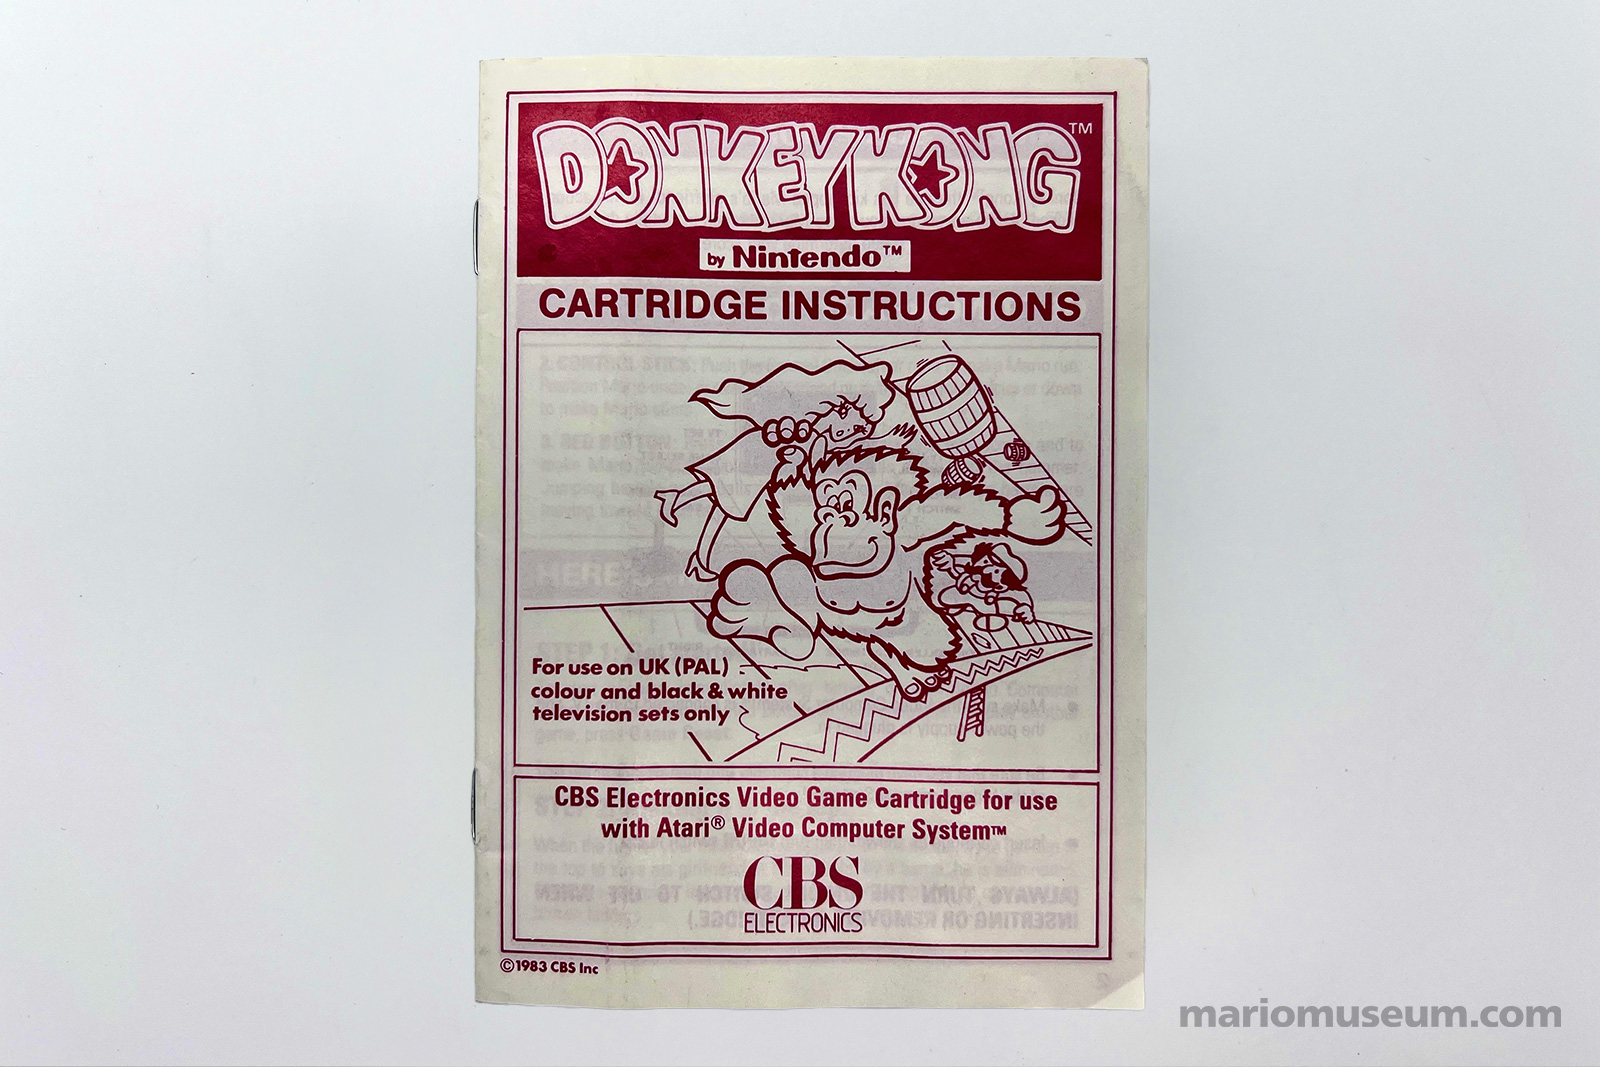 DONKEY KONG™
by Nintendo™
CARTRIDGE INSTRUCTIONS
For use on UK (PAL)
colour and black & white
television sets only
CBS Electronics Video Game Cartridge for use
with Atari® Video Computer System™
CBS
ELECTRONICS
©1983 CBS Inc
mariomuseum.com